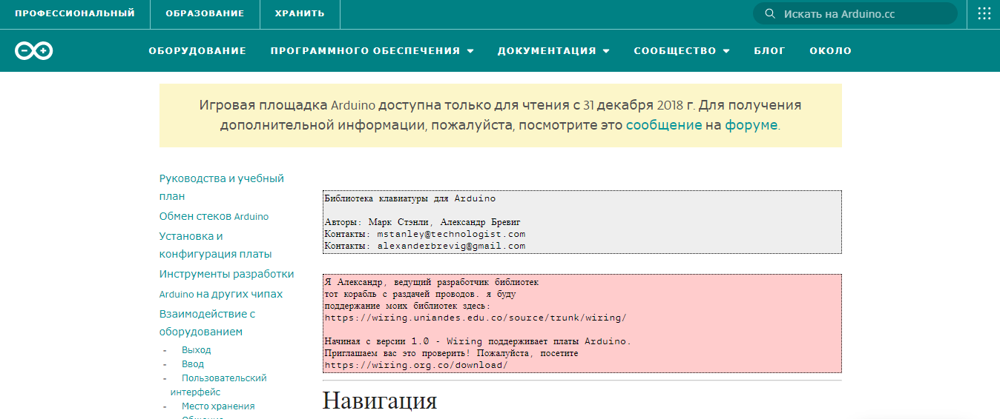 ПРОФЕССИОНАЛЬНЫЙ ОБРАЗОВАНИЕ ХРАНИТЬ Искать на Arduino.cc
ОБОРУДОВАНИЕ ПРОГРАММНОГО ОБЕСПЕЧЕНИЯ ДОКУМЕНТАЦИЯ СООБЩЕСТВО БЛОГ ОКОЛО
Игровая площадка Arduino доступна только для чтения с 31 декабря 2018 г. Для получения
дополнительной информации, пожалуйста, посмотрите это сообщение на форуме.
Руководства и учебный
план
Обмен стеков Arduino
Установка и
конфигурация платы
Инструменты разработки
Arduino на других чипах
Взаимодействие с
оборудованием
- Выход
- Ввод
- Пользовательский
интерфейс
- Место хранения
- Общение
Библиотека клавиатуры для Arduino
Авторы: Марк Стэнли, Александр Бревиг
Контакты: mstanley@technologist.com
Контакты: alexanderbrevig@gmail.com
Я Александр, ведущий разработчик библиотек
тот корабль с раздачей проводов. я буду
поддержание моих библиотек здесь:
https://wiring.uniandes.edu.co/source/trunk/wiring/
Начиная с версии 1.0 - Wiring поддерживает платы Arduino.
Приглашаем вас это проверить! Пожалуйста, посетите
https://wiring.org.co/download/
Навигация